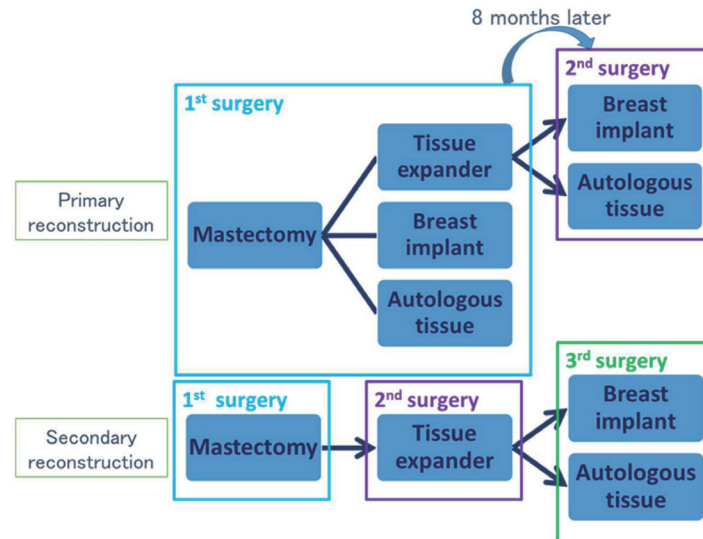 8 months later
1st surgery
2nd surgery
Breast
implant
Tissue
expander
Autologous
tissue
Primary
reconstruction
Mastectomy
Breast
implant
Autologous
tissue
3rd surgery
1st surgery
2nd surgery
Breast
implant
Secondary
reconstruction
Mastectomy
Tissue
expander
Autologous
tissue